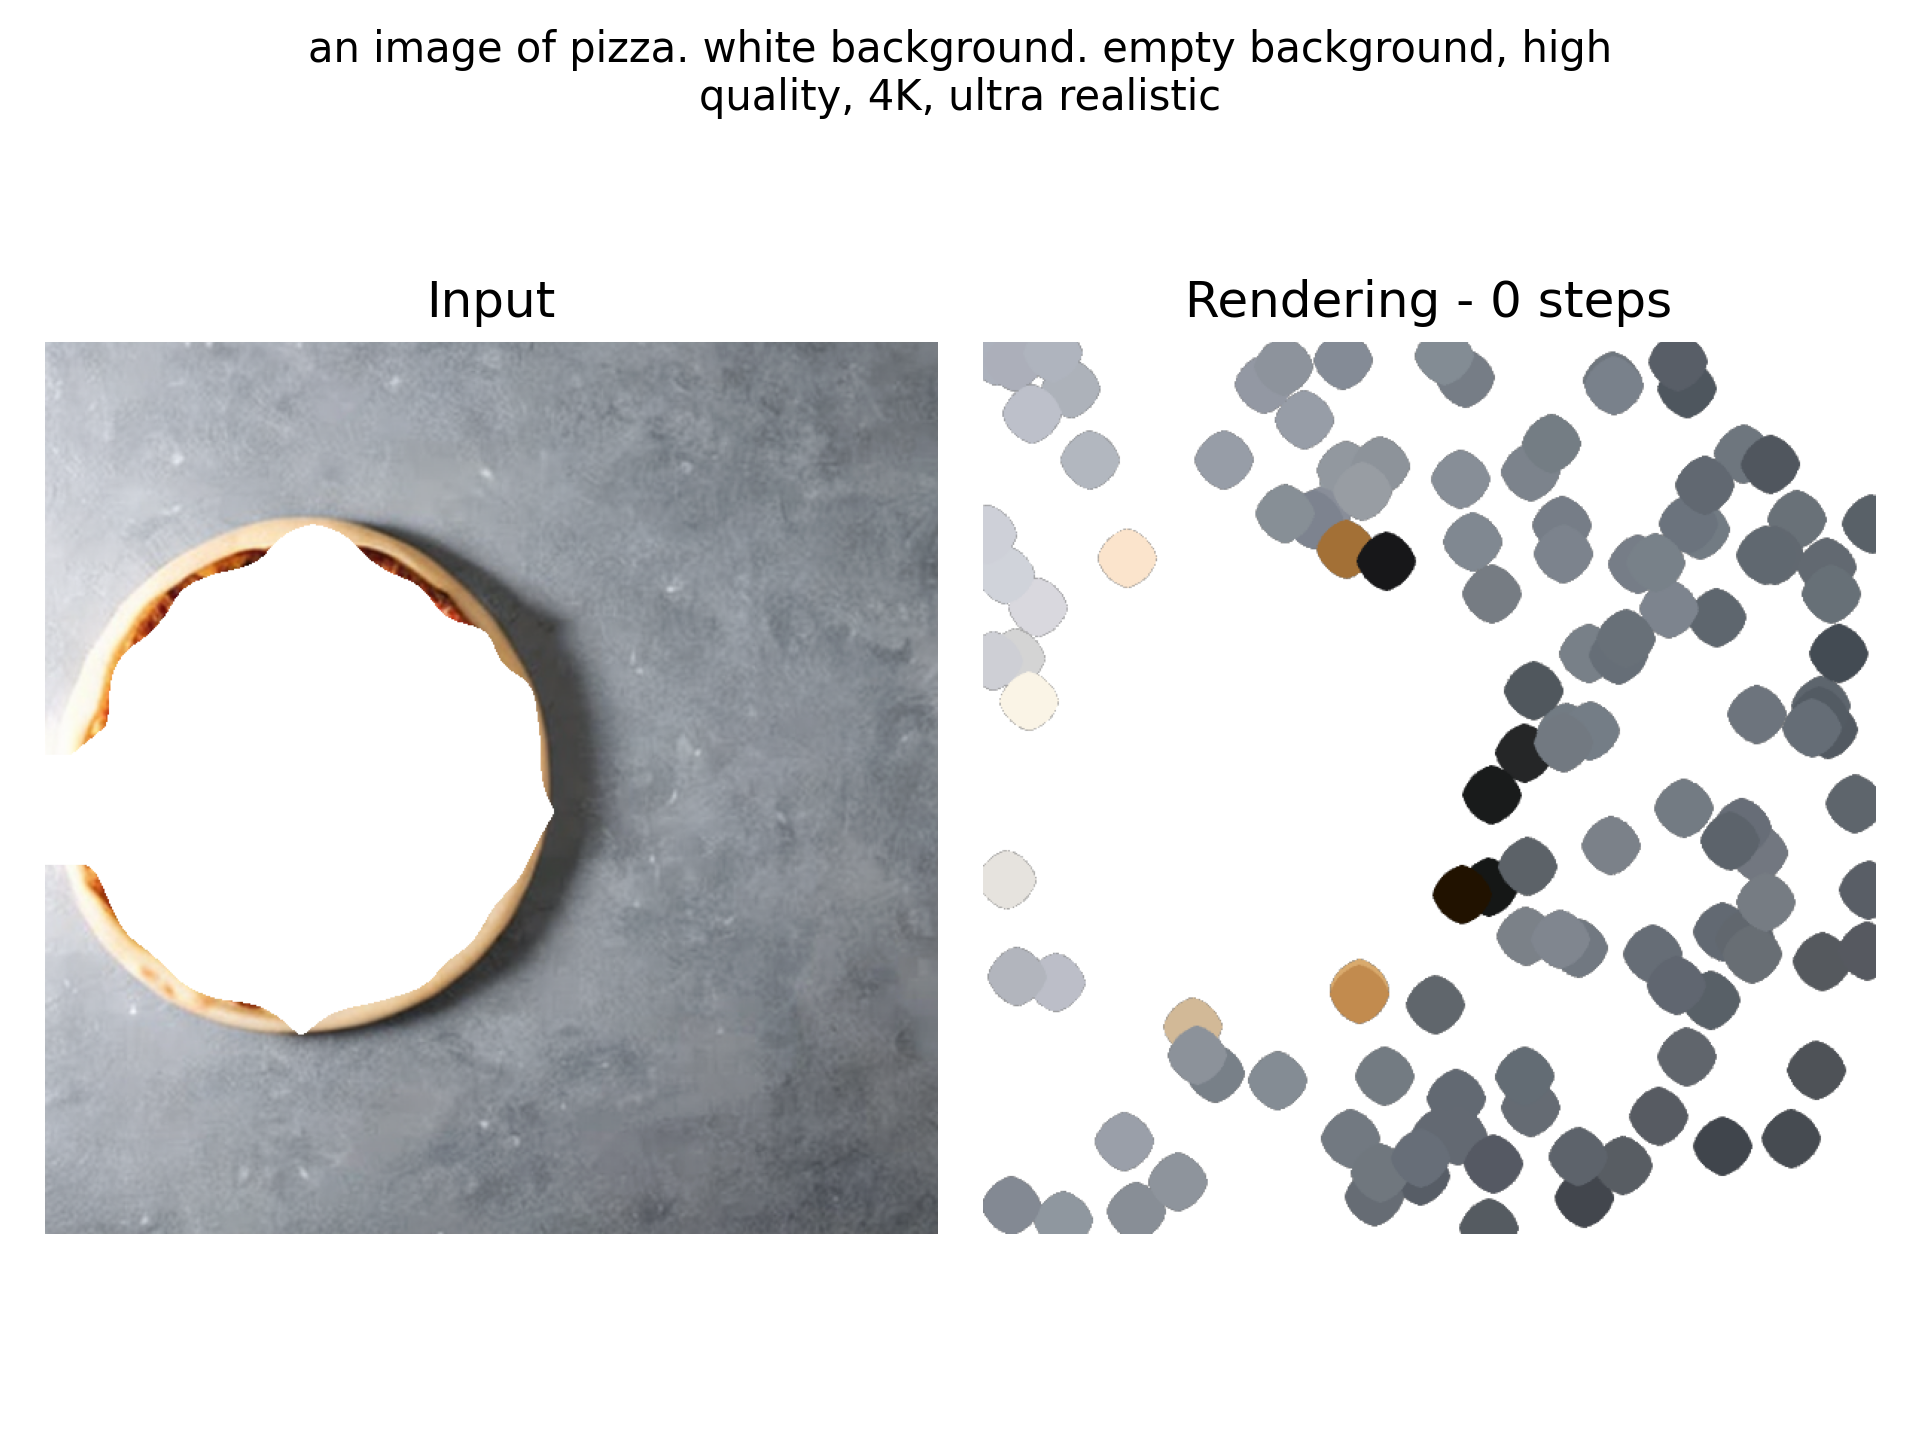 an image of pizza. white background. empty background, high
quality, 4K, ultra realistic
Input
Rendering - 0 steps